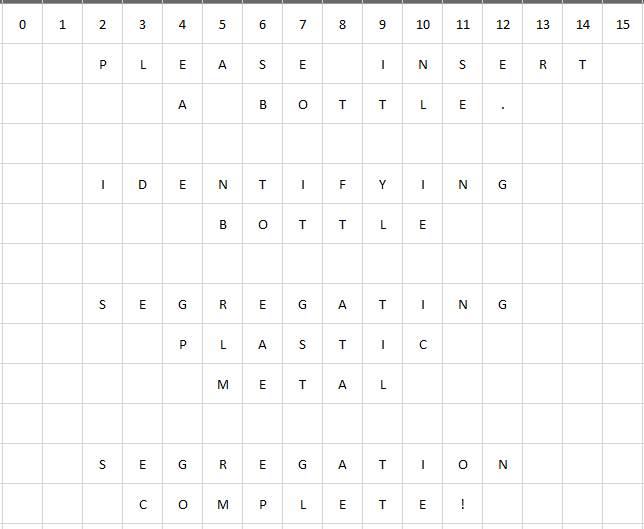 0 1 2 3 4 5 6 7 8 9 10 11 12 13 14 15
P L E A S E I N S E R T
A B O T T L E .
I D E N T I F Y I N G
B O T T L E
S E G R E G A T I N G
P L A S T I C
M E T A L
S E G R E G A T I O N
C O M P L E T E !